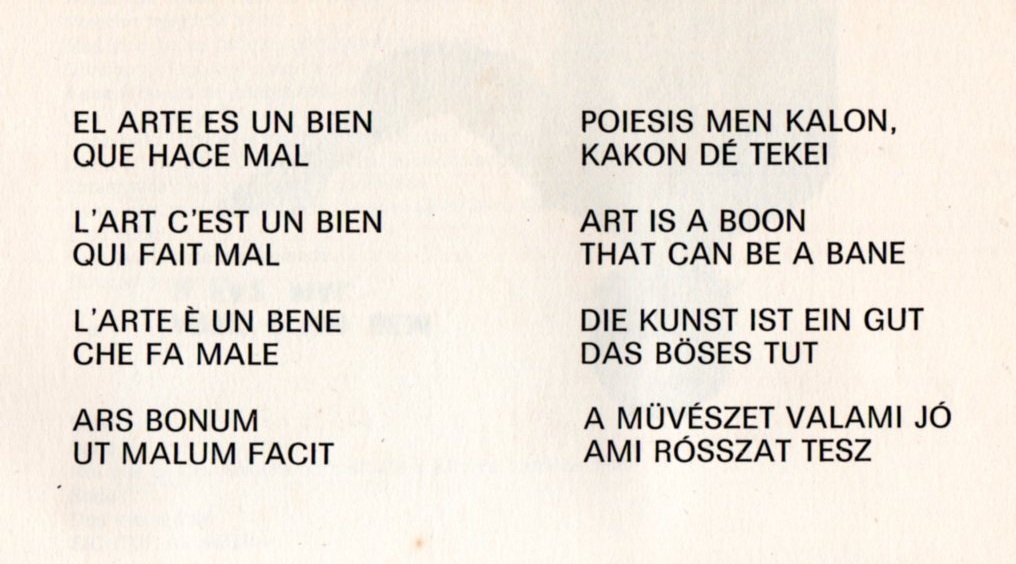 EL ARTE ES UN BIEN
QUE HACE MAL
L'ART C'EST UN BIEN
QUI FAIT MAL
L'ARTE È UN BENE
CHE FA MALE
ARS BONUM
UT MALUM FACIT
POIESIS MEN KALON,
KAKON DÉ TEKEI
ART IS A BOON
THAT CAN BE A BANE
DIE KUNST IST EIN GUT
DAS BÖSES TUT
A MÜVÉSZET VALAMI JÓ
AMI RÓSSZAT TESZ